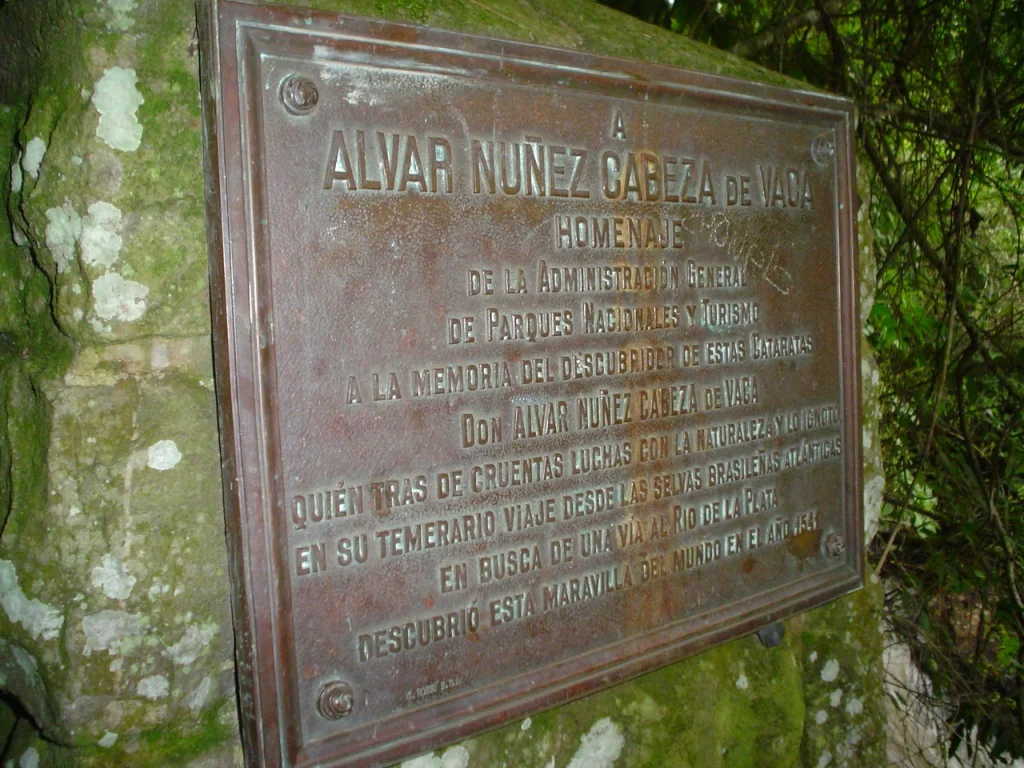 A
ALVAR NUÑEZ CABEZA DE VACA
HOMENAJE
DE LA ADMINISTRACIÓN GENERAL
DE PARQUES NACIONALES Y TURISMO
A LA MEMORIA DEL DESCUBRIDOR DE ESTAS CATARATAS
DON ALVAR NUÑEZ CABEZA DE VACA
QUIÉN TRAS DE CRUENTAS LUCHAS CON LA NATURALEZA Y LO IGNOTO
EN SU TEMERARIO VIAJE DESDE LAS SELVAS BRASILEÑAS ATLÁNTICAS
EN BUSCA DE UNA VÍA AL RIO DE LA PLATA
DESCUBRIÓ ESTA MARAVILLA DEL MUNDO EN EL AÑO 1541